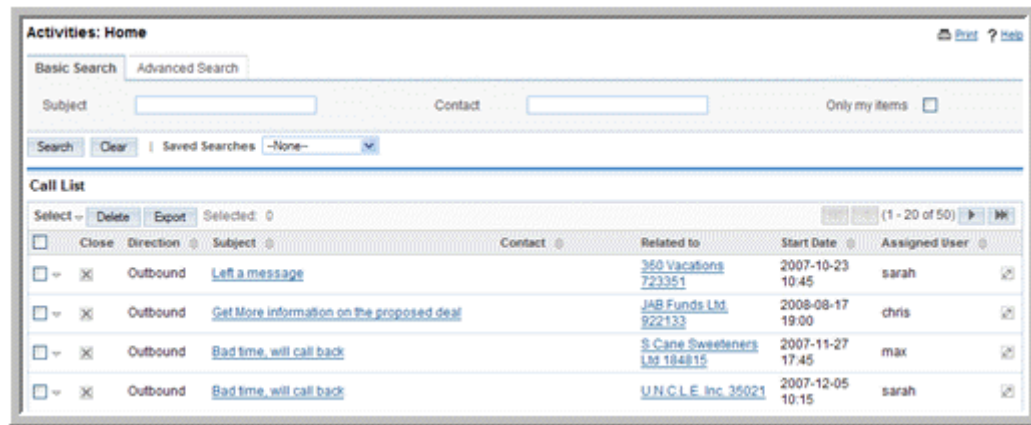 Activities: Home
Print ? Help
Basic Search Advanced Search
Subject Contact Only my items
Search Clear | Saved Searches --None--
Call List
Select Delete Export Selected: 0 (1 - 20 of 50)
Close Direction Subject Contact Related to Start Date Assigned User
Outbound Left a message 360 Vacations 723351 2007-10-23 10:45 sarah
Outbound Get More information on the proposed deal JAB Funds Ltd. 922133 2008-08-17 19:00 chris
Outbound Bad time, will call back S Cane Sweeteners Ltd 184815 2007-11-27 17:45 max
Outbound Bad time, will call back U.N.C.L.E. Inc. 35021 2007-12-05 10:15 sarah